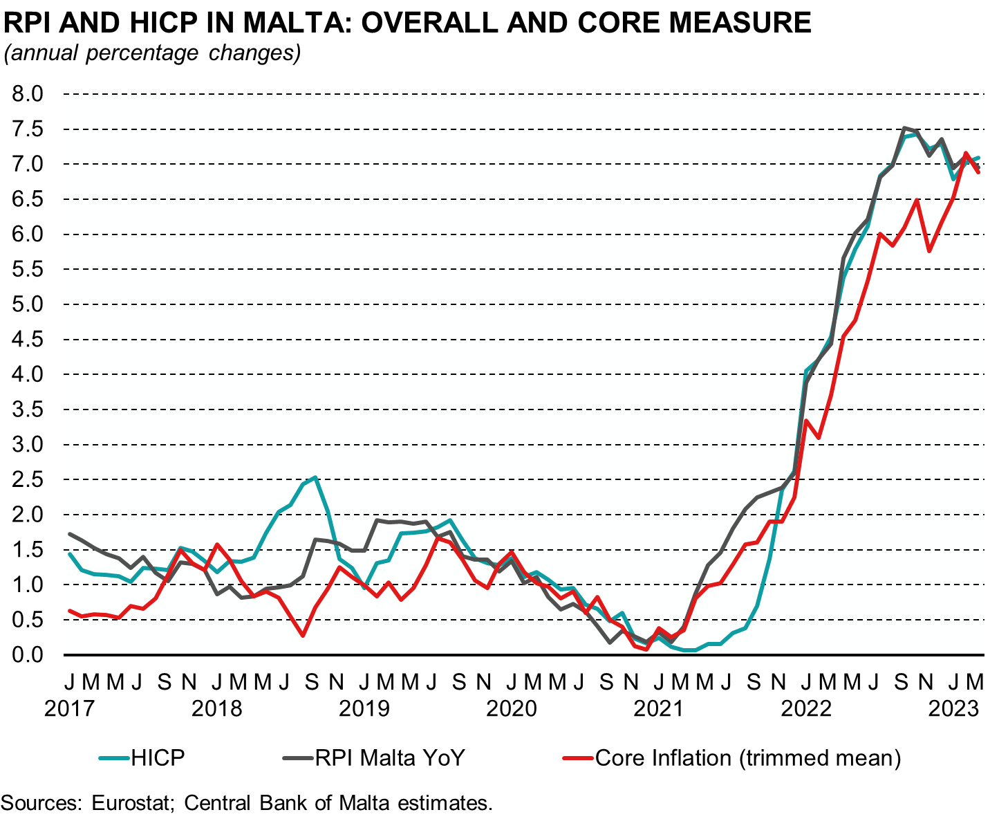 RPI AND HICP IN MALTA: OVERALL AND CORE MEASURE
(annual percentage changes)
8.0
7.5
7.0
6.5
6.0
5.5
5.0
4.5
4.0
3.5
3.0
2.5
2.0
1.5
1.0
0.5
0.0
J M M J S N J M M J S N J M M J S N J M M J S N J M M J S N J M M J S N J M
2017 2018 2019 2020 2021 2022 2023
HICP RPI Malta YoY Core Inflation (trimmed mean)
Sources: Eurostat; Central Bank of Malta estimates.